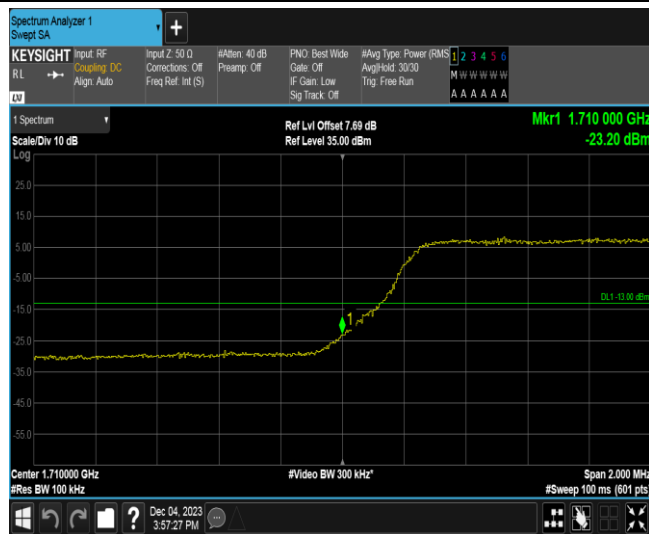 Spectrum Analyzer 1
Swept SA
+
KEYSIGHT
RL
LXI
Input: RF
Coupling: DC
Align: Auto
Input Z: 50 Ω
Corrections: Off
Freq Ref: Int (S)
#Atten: 40 dB
Preamp: Off
PNO: Best Wide
Gate: Off
IF Gain: Low
Sig Track: Off
#Avg Type: Power (RMS
Avg|Hold: 30/30
Trig: Free Run
1 2 3 4 5 6
M W W W W W
A A A A A A
1 Spectrum
Scale/Div 10 dB
Log
Ref Lvl Offset 7.69 dB
Ref Level 35.00 dBm
Mkr1 1.710 000 GHz
-23.20 dBm
25.0
15.0
5.00
-5.00
DL1 -13.00 dBm
-15.0
1
-25.0
-35.0
-45.0
-55.0
Center 1.710000 GHz
#Video BW 300 kHz*
Span 2.000 MHz
#Res BW 100 kHz
#Sweep 100 ms (601 pts)
?
Dec 04, 2023
3:57:27 PM